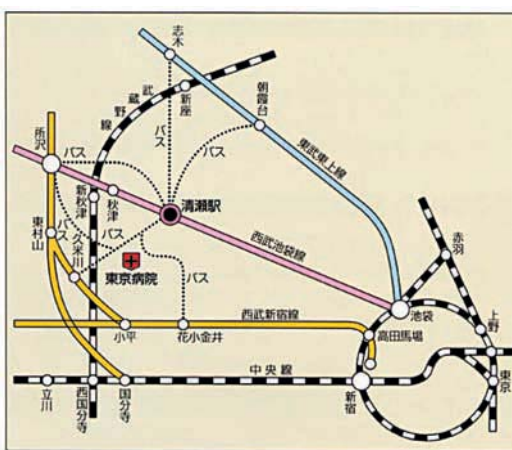 志木
武蔵野線
新座
朝霞台
バス
バス
東武東上線
所沢
バス
新秋津
秋津
清瀬駅
西武池袋線
東村山
バス
久米川
バス
東京病院
バス
赤羽
池袋
上野
西武新宿線
高田馬場
小平
花小金井
中央線
立川
西国分寺
国分寺
新宿
東京